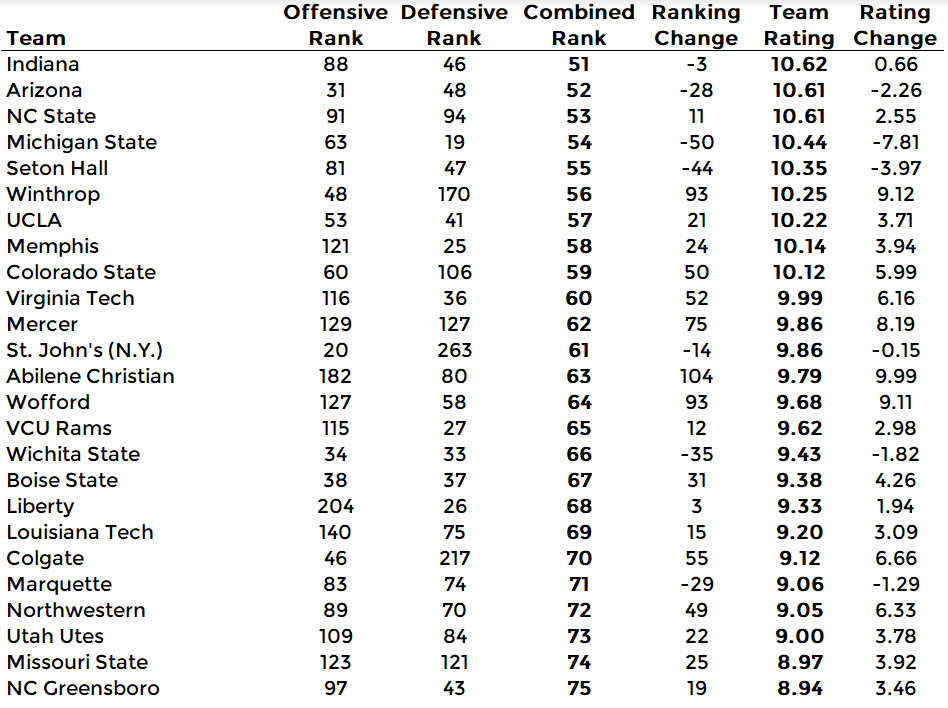 Offensive Defensive Combined Ranking Team Rating
Team Rank Rank Rank Change Rating Change
Indiana 88 46 51 -3 10.62 0.66
Arizona 31 48 52 -28 10.61 -2.26
NC State 91 94 53 11 10.61 2.55
Michigan State 63 19 54 -50 10.44 -7.81
Seton Hall 81 47 55 -44 10.35 -3.97
Winthrop 48 170 56 93 10.25 9.12
UCLA 53 41 57 21 10.22 3.71
Memphis 121 25 58 24 10.14 3.94
Colorado State 60 106 59 50 10.12 5.99
Virginia Tech 116 36 60 52 9.99 6.16
Mercer 129 127 62 75 9.86 8.19
St. John's (N.Y.) 20 263 61 -14 9.86 -0.15
Abilene Christian 182 80 63 104 9.79 9.99
Wofford 127 58 64 93 9.68 9.11
VCU Rams 115 27 65 12 9.62 2.98
Wichita State 34 33 66 -35 9.43 -1.82
Boise State 38 37 67 31 9.38 4.26
Liberty 204 26 68 3 9.33 1.94
Louisiana Tech 140 75 69 15 9.20 3.09
Colgate 46 217 70 55 9.12 6.66
Marquette 83 74 71 -29 9.06 -1.29
Northwestern 89 70 72 49 9.05 6.33
Utah Utes 109 84 73 22 9.00 3.78
Missouri State 123 121 74 25 8.97 3.92
NC Greensboro 97 43 75 19 8.94 3.46